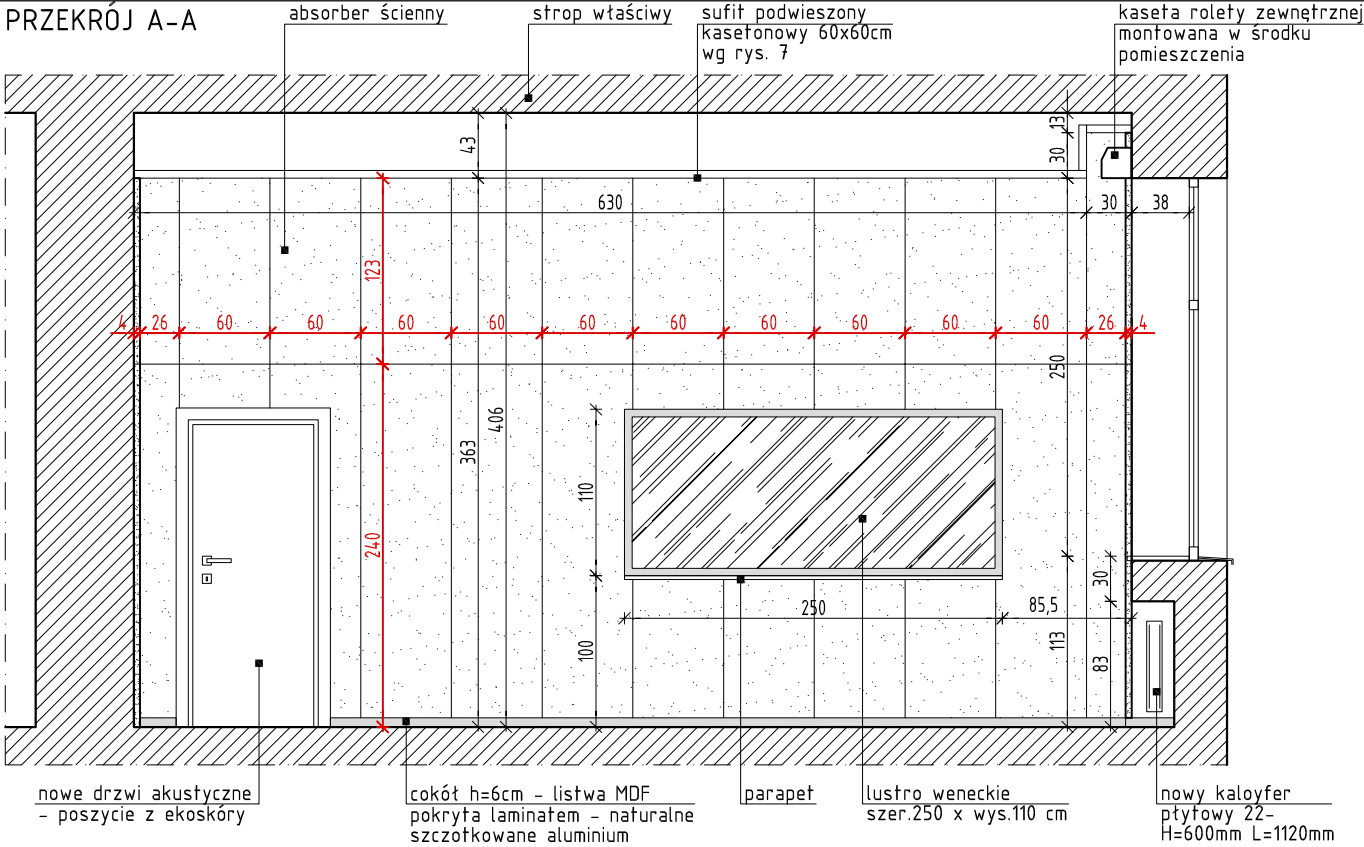 PRZEKRÓJ A-A
absorber ścienny
strop właściwy
sufit podwieszony
kasetonowy 60x60cm
wg rys. 7
kaseta rolety zewnętrznej
montowana w środku
pomieszczenia
43
13
30
630
30
38
123
4
26
60
60
60
60
60
60
60
60
60
60
26
4
250
406
363
110
240
30
250
85,5
100
113
83
nowe drzwi akustyczne
- poszycie z ekoskóry
cokół h=6cm - listwa MDF
pokryta laminatem - naturalne
szczotkowane aluminium
parapet
lustro weneckie
szer.250 x wys.110 cm
nowy kaloyfer
płytowy 22-
H=600mm L=1120mm